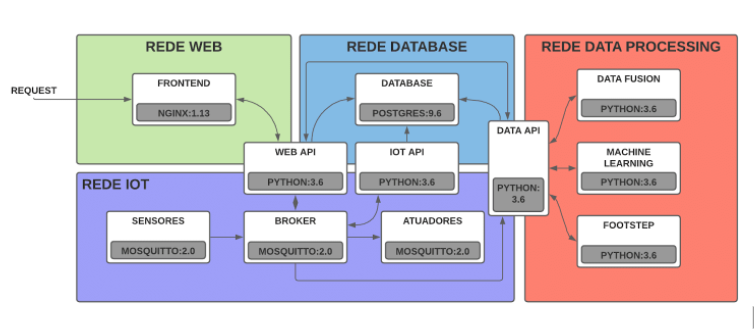 REDE WEB
REDE DATABASE
REDE DATA PROCESSING
REQUEST
FRONTEND
NGINX:1.13
DATABASE
POSTGRES:9.6
DATA FUSION
PYTHON:3.6
WEB API
PYTHON:3.6
IOT API
PYTHON:3.6
DATA API
PYTHON:
3.6
MACHINE
LEARNING
PYTHON:3.6
REDE IOT
SENSORES
MOSQUITTO:2.0
BROKER
MOSQUITTO:2.0
ATUADORES
MOSQUITTO:2.0
FOOTSTEP
PYTHON:3.6